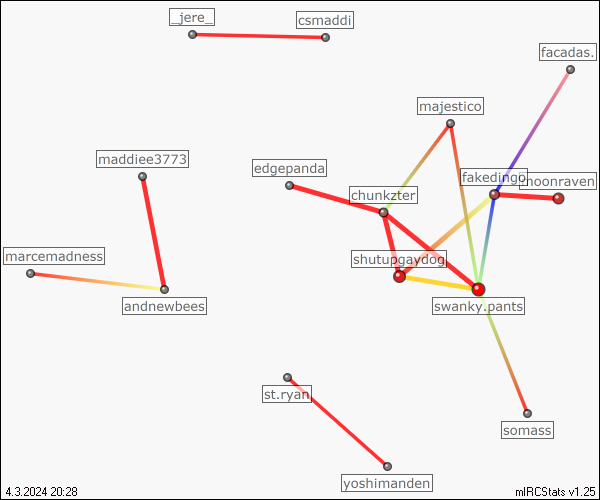 _jere_
csmaddi
facadas.
majestico
maddiee3773
edgepanda
fakedingo
moonraven
chunkzter
marcemadness
shutupgaydog
andnewbees
swanky.pants
st.ryan
somass
yoshimanden
4.3.2024 20:28
mIRCStats v1.25